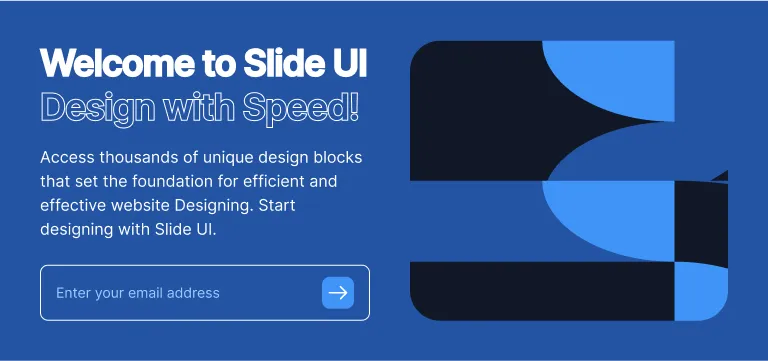 Welcome to Slide UI
Design with Speed!
Access thousands of unique design blocks
that set the foundation for efficient and
effective website Designing. Start
designing with Slide UI.
Enter your email address